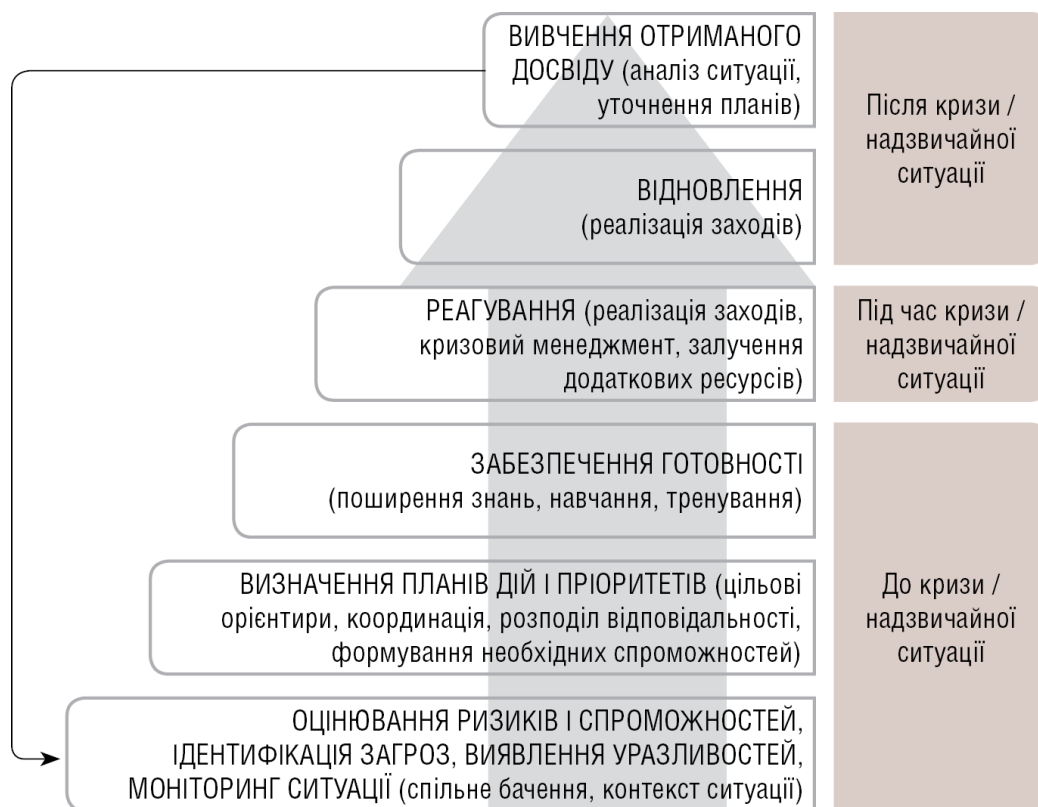 ВИВЧЕННЯ ОТРИМАНОГО
ДОСВІДУ (аналіз ситуації,
уточнення планів)
Після кризи /
надзвичайної
ситуації
ВІДНОВЛЕННЯ
(реалізація заходів)
РЕАГУВАННЯ (реалізація заходів,
кризовий менеджмент, залучення
додаткових ресурсів)
Під час кризи /
надзвичайної
ситуації
ЗАБЕЗПЕЧЕННЯ ГОТОВНОСТІ
(поширення знань, навчання, тренування)
ВИЗНАЧЕННЯ ПЛАНІВ ДІЙ І ПРІОРИТЕТІВ (цільові
орієнтири, координація, розподіл відповідальності,
формування необхідних спроможностей)
До кризи /
надзвичайної
ситуації
ОЦІНЮВАННЯ РИЗИКІВ І СПРОМОЖНОСТЕЙ,
ІДЕНТИФІКАЦІЯ ЗАГРОЗ, ВИЯВЛЕННЯ УРАЗЛИВОСТЕЙ,
МОНІТОРИНГ СИТУАЦІЇ (спільне бачення, контекст ситуації)